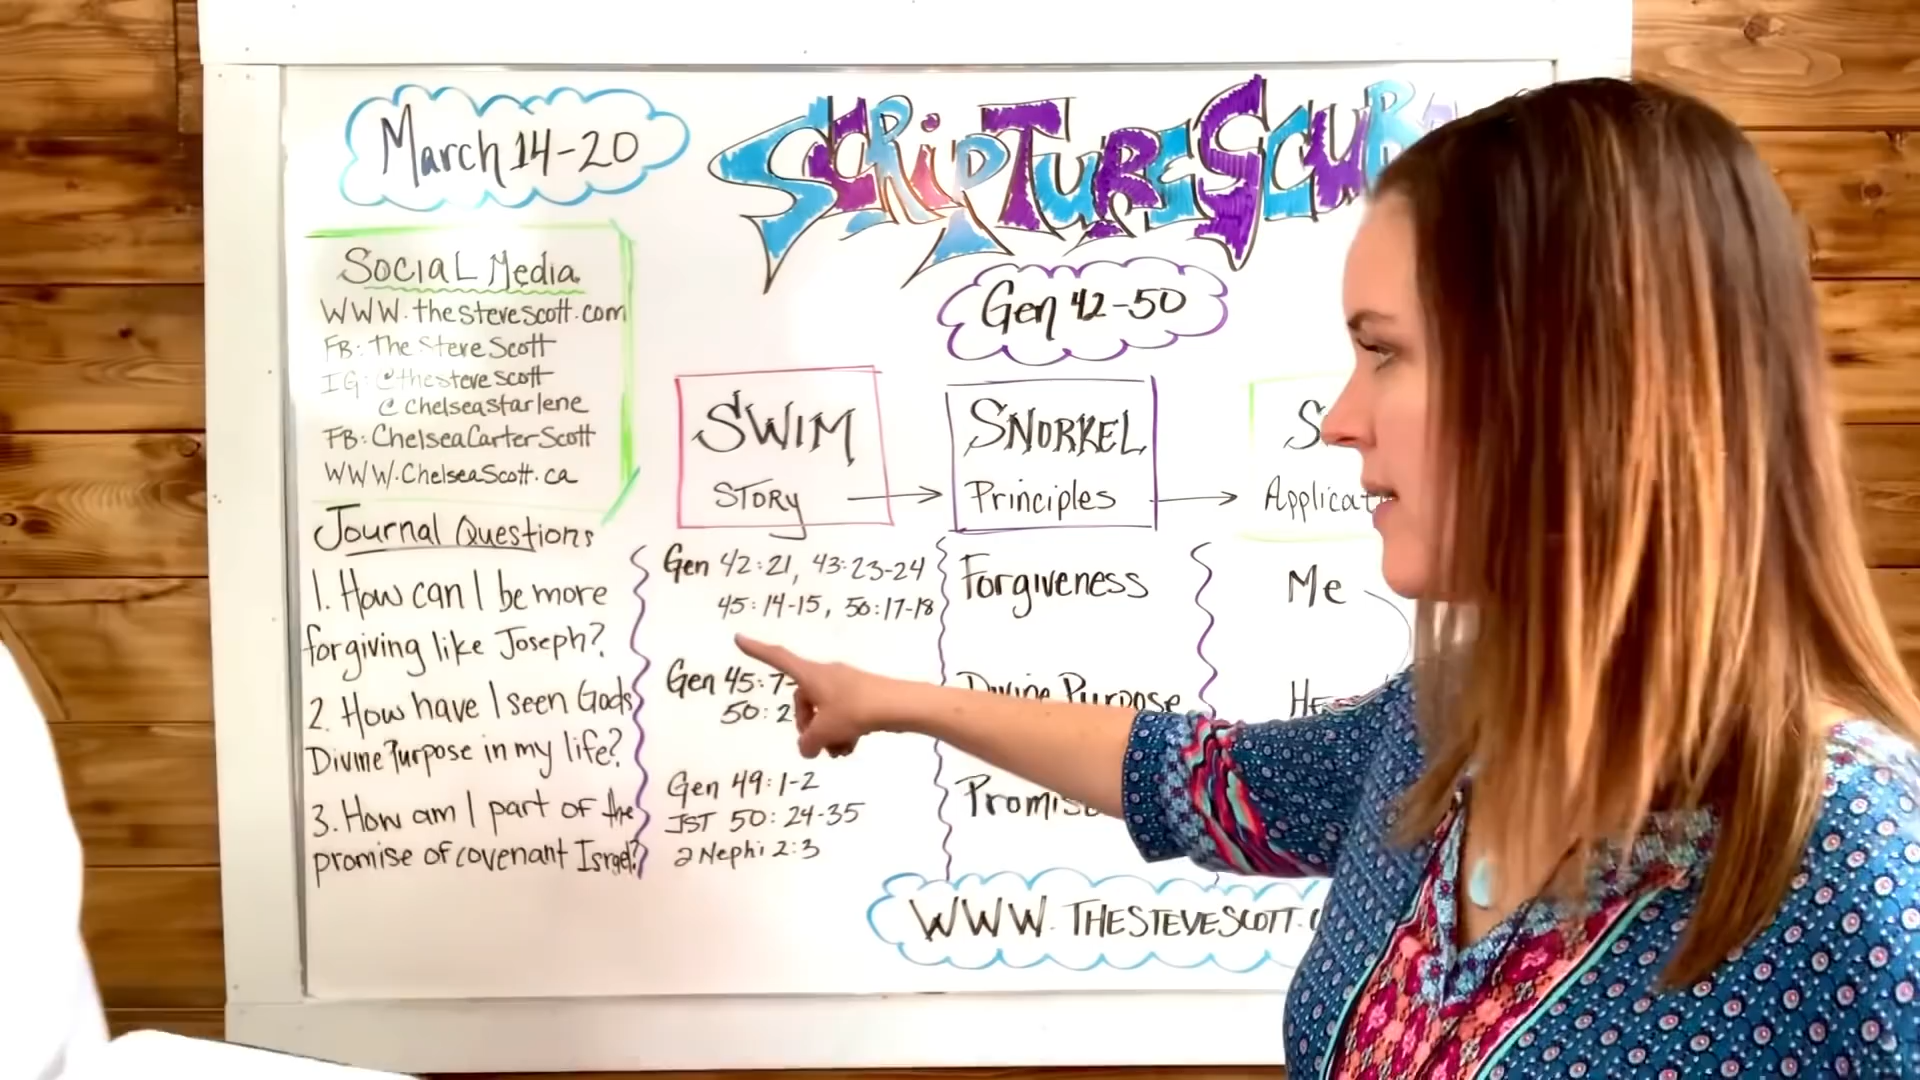 March 14-20
SCRIPTURE SCUB
Gen 42-50
Social Media
WWW.thestevescott.com
FB: The Steve Scott
IG: @thestevescott
@chelseastarlene
FB: ChelseaCarterScott
WWW.ChelseaScott.ca
Journal Questions
1. How can I be more
forgiving like Joseph?
2. How have I seen Gods
Divine Purpose in my life?
3. How am I part of the
promise of covenant Israel?
SWIM
STORY
Gen 42:21, 43:23-24
45:14-15, 50:17-18
Gen 45:7-
50:2
Gen 49:1-2
JST 50:24-35
2 Nephi 2:3
SNORKEL
Principles
Forgiveness
Divine Purpose
Promise
S
Applicat
Me
He
WWW.THESTEVESCOTT.C